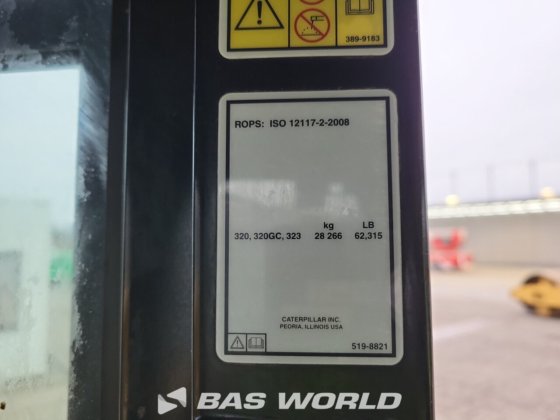 389-9183
ROPS: ISO 12117-2-2008
kg LB
320, 320GC, 323 28 266 62,315
CATERPILLAR INC.
PEORIA, ILLINOIS USA
519-8821
BAS WORLD